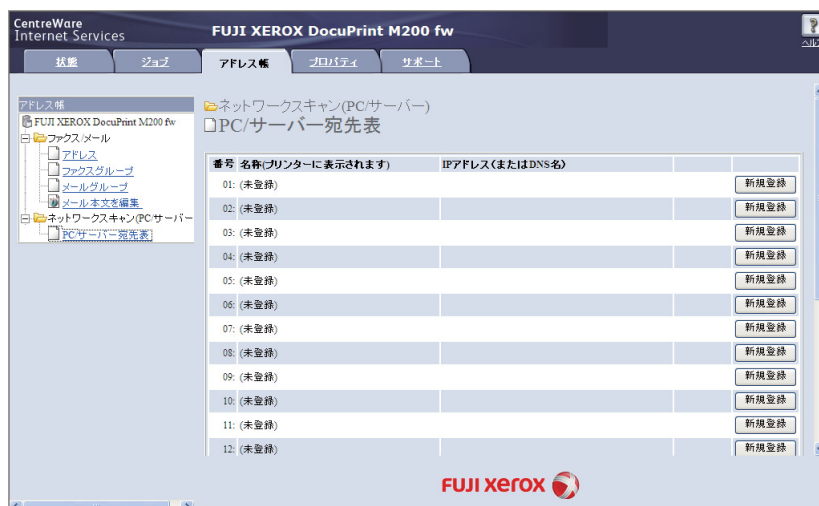 CentreWare
Internet Services
FUJI XEROX DocuPrint M200 fw
ヘルプ
状態 ジョブ アドレス帳 プロパティ サポート
アドレス帳
FUJI XEROX DocuPrint M200 fw
ファクス/メール
アドレス
ファクスグループ
メールグループ
メール本文を編集
ネットワークスキャン(PC/サーバー
PC/サーバー宛先表
ネットワークスキャン(PC/サーバー)
PC/サーバー宛先表
番号 名称(プリンターに表示されます) IPアドレス(またはDNS名)
01: (未登録) 新規登録
02: (未登録) 新規登録
03: (未登録) 新規登録
04: (未登録) 新規登録
05: (未登録) 新規登録
06: (未登録) 新規登録
07: (未登録) 新規登録
08: (未登録) 新規登録
09: (未登録) 新規登録
10: (未登録) 新規登録
11: (未登録) 新規登録
12: (未登録) 新規登録
FUJI xerox